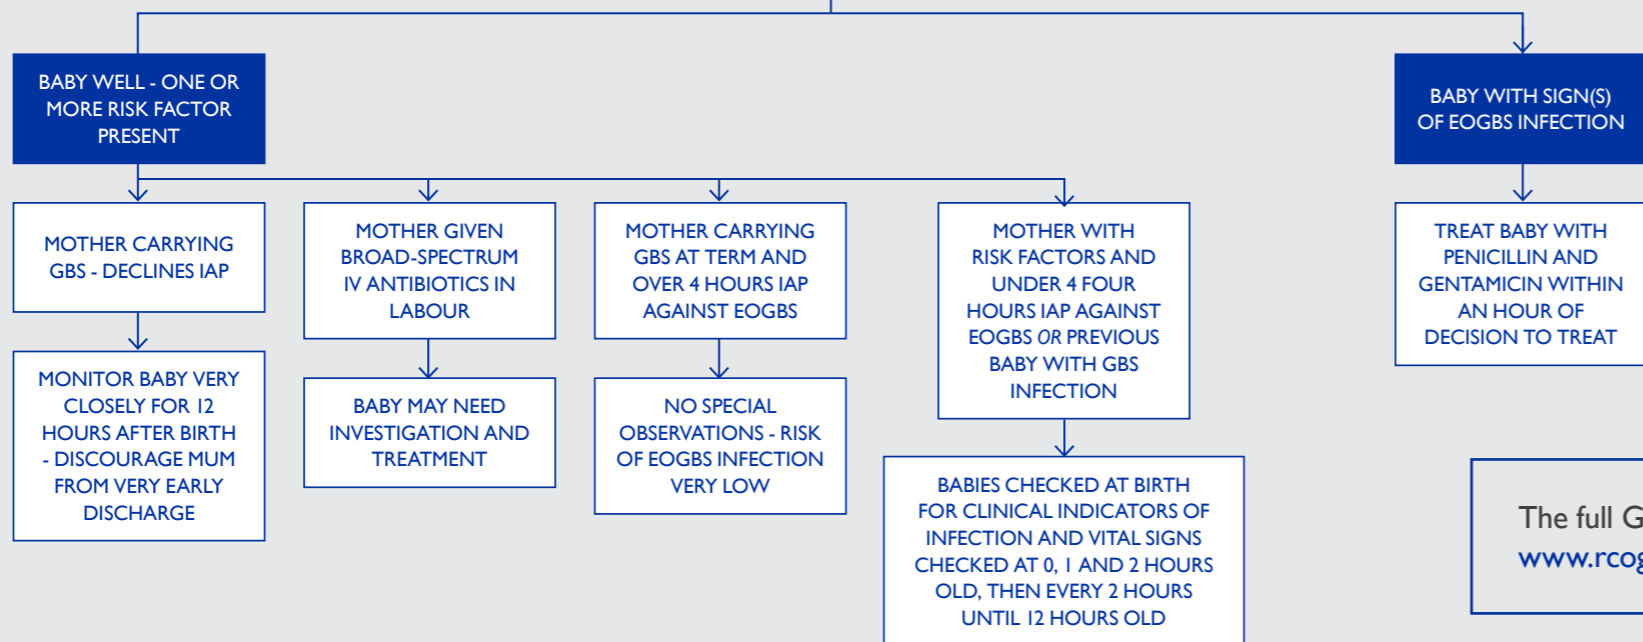 BABY WELL - ONE OR
MORE RISK FACTOR
PRESENT
BABY WITH SIGN(S)
OF EOGBS INFECTION
MOTHER CARRYING
GBS - DECLINES IAP
MOTHER GIVEN
BROAD-SPECTRUM
IV ANTIBIOTICS IN
LABOUR
MOTHER CARRYING
GBS AT TERM AND
OVER 4 HOURS IAP
AGAINST EOGBS
MOTHER WITH
RISK FACTORS AND
UNDER 4 FOUR
HOURS IAP AGAINST
EOGBS OR PREVIOUS
BABY WITH GBS
INFECTION
TREAT BABY WITH
PENICILLIN AND
GENTAMICIN WITHIN
AN HOUR OF
DECISION TO TREAT
MONITOR BABY VERY
CLOSELY FOR 12
HOURS AFTER BIRTH
- DISCOURAGE MUM
FROM VERY EARLY
DISCHARGE
BABY MAY NEED
INVESTIGATION AND
TREATMENT
NO SPECIAL
OBSERVATIONS - RISK
OF EOGBS INFECTION
VERY LOW
BABIES CHECKED AT BIRTH
FOR CLINICAL INDICATORS OF
INFECTION AND VITAL SIGNS
CHECKED AT 0, 1 AND 2 HOURS
OLD, THEN EVERY 2 HOURS
UNTIL 12 HOURS OLD
The full G
www.rcog